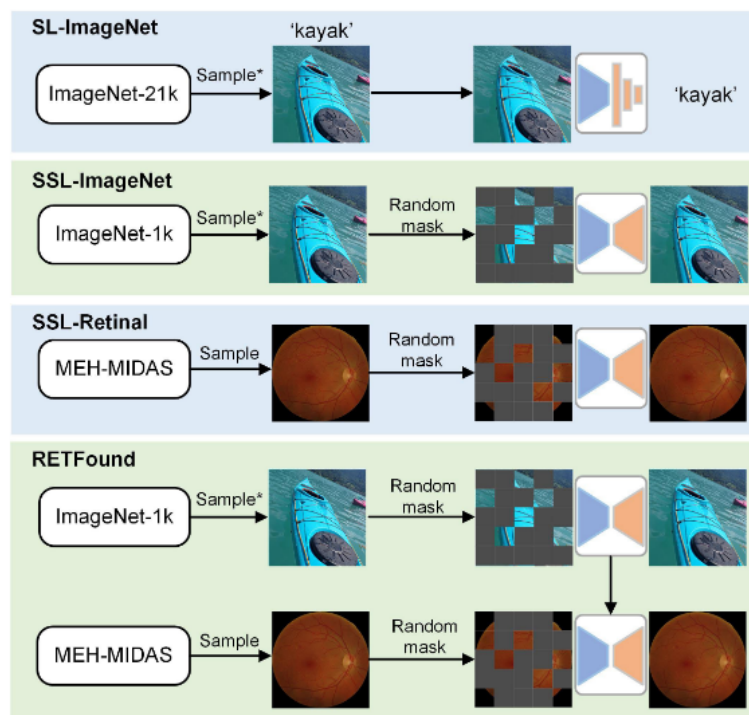 SL-ImageNet
‘kayak’
ImageNet-21k
Sample*
‘kayak’
SSL-ImageNet
ImageNet-1k
Sample*
Random
mask
SSL-Retinal
MEH-MIDAS
Sample
Random
mask
RETFound
ImageNet-1k
Sample*
Random
mask
MEH-MIDAS
Sample
Random
mask